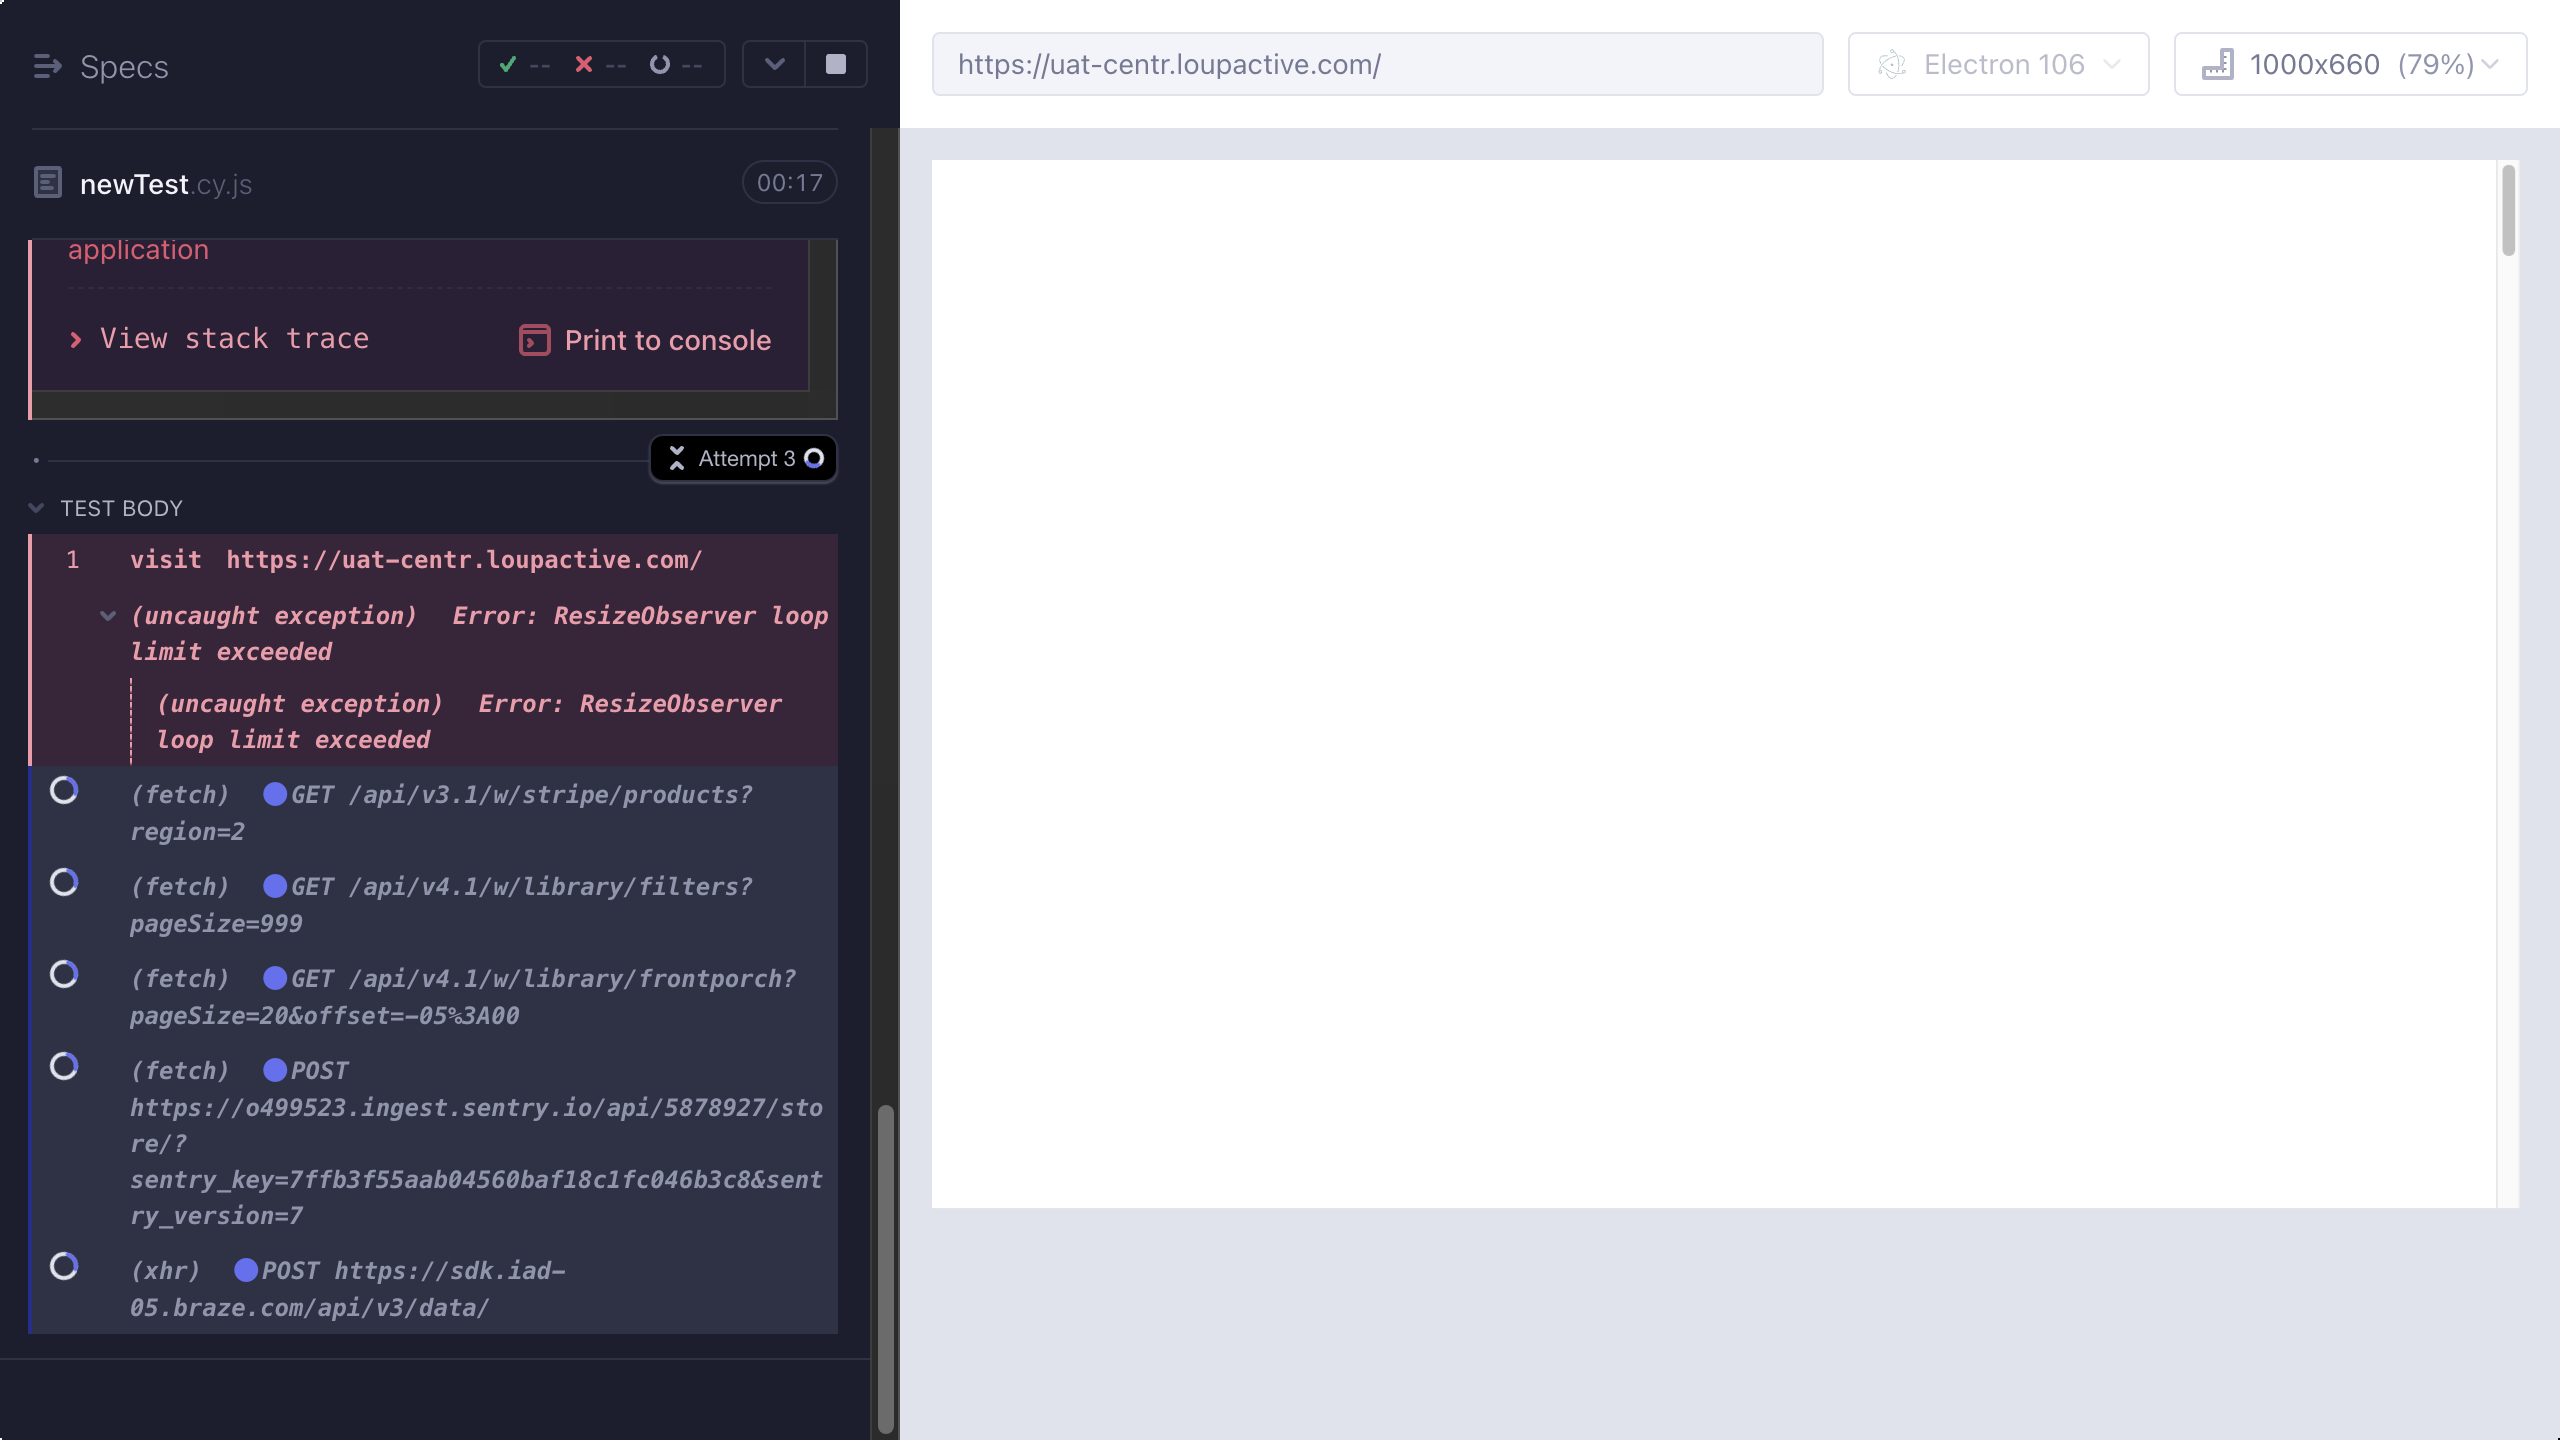 Specs
--
--
--
https://uat-centr.loupactive.com/
Electron 106
1000x660 (79%)
newTest.cy.js
00:17
application
View stack trace
Print to console
Attempt 3
TEST BODY
1 visit https://uat-centr.loupactive.com/
(uncaught exception) Error: ResizeObserver loop
limit exceeded
(uncaught exception) Error: ResizeObserver
loop limit exceeded
(fetch) GET /api/v3.1/w/stripe/products?
region=2
(fetch) GET /api/v4.1/w/library/filters?
pageSize=999
(fetch) GET /api/v4.1/w/library/frontporch?
pageSize=20&offset=-05%3A00
(fetch) POST
https://o499523.ingest.sentry.io/api/5878927/sto
re/?
sentry_key=7ffb3f55aab04560baf18c1fc046b3c8&sent
ry_version=7
(xhr) POST https://sdk.iad-
05.braze.com/api/v3/data/